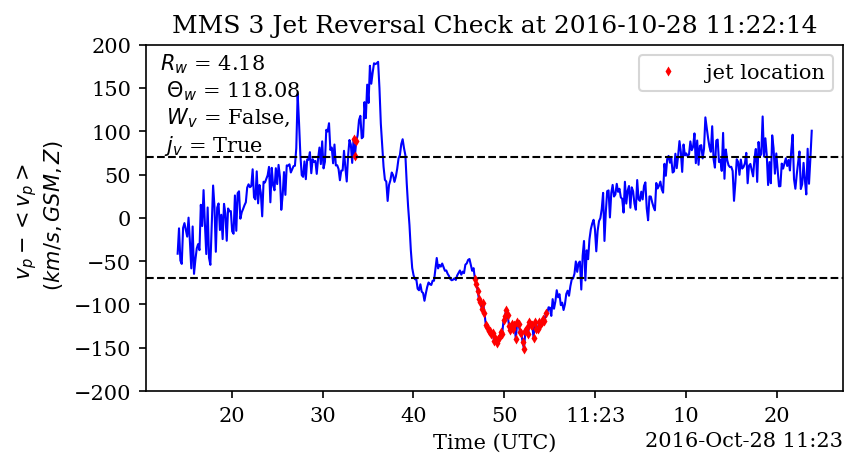 MMS 3 Jet Reversal Check at 2016-10-28 11:22:14
200
150
100
50
0
−50
−100
−150
−200
v_p − < v_p >
(km/s, GSM, Z)
R_w = 4.18
Θ_w = 118.08
W_v = False,
j_v = True
jet location
20 30 40 50 11:23 10 20
Time (UTC)
2016-Oct-28 11:23